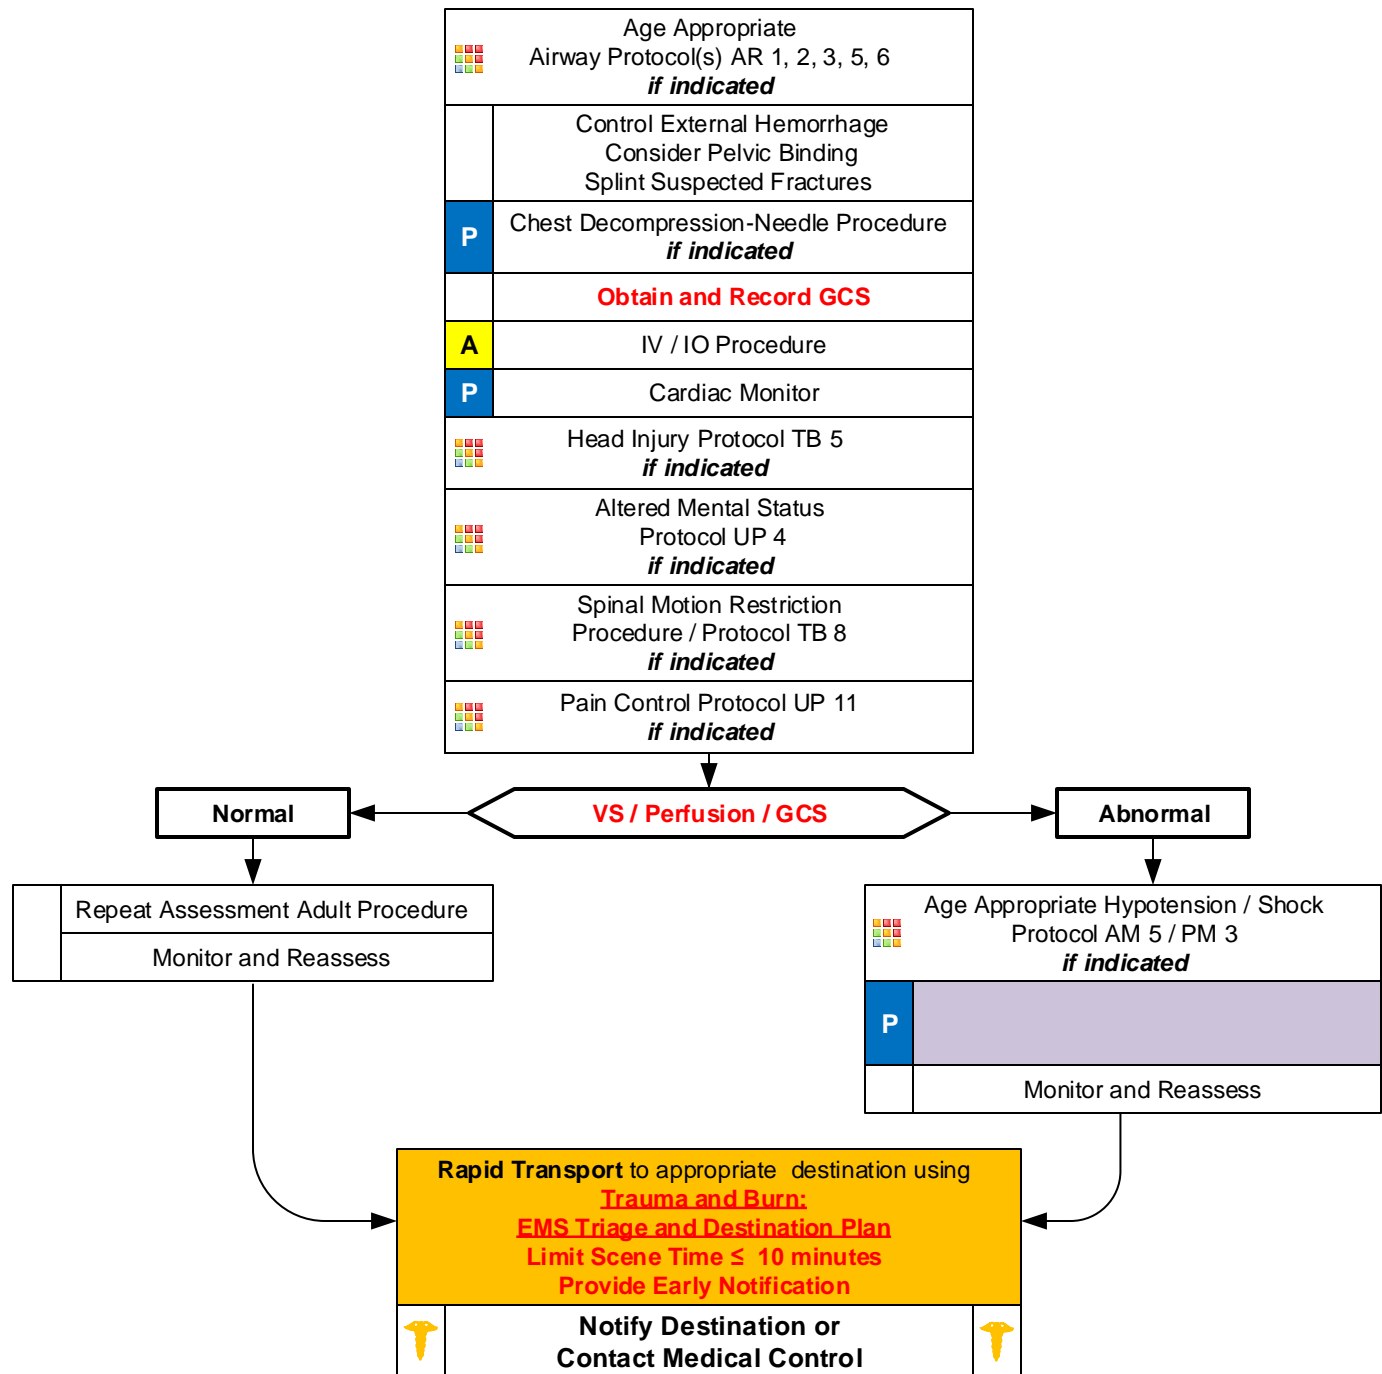 Age Appropriate
Airway Protocol(s) AR 1, 2, 3, 5, 6
if indicated
Control External Hemorrhage
Consider Pelvic Binding
Splint Suspected Fractures
P
Chest Decompression-Needle Procedure
if indicated
Obtain and Record GCS
A
IV / IO Procedure
P
Cardiac Monitor
Head Injury Protocol TB 5
if indicated
Altered Mental Status
Protocol UP 4
if indicated
Spinal Motion Restriction
Procedure / Protocol TB 8
if indicated
Pain Control Protocol UP 11
if indicated
Normal
VS / Perfusion / GCS
Abnormal
Repeat Assessment Adult Procedure
Monitor and Reassess
Age Appropriate Hypotension / Shock
Protocol AM 5 / PM 3
if indicated
P
Monitor and Reassess
Rapid Transport to appropriate destination using
Trauma and Burn:
EMS Triage and Destination Plan
Limit Scene Time ≤ 10 minutes
Provide Early Notification
Notify Destination or
Contact Medical Control